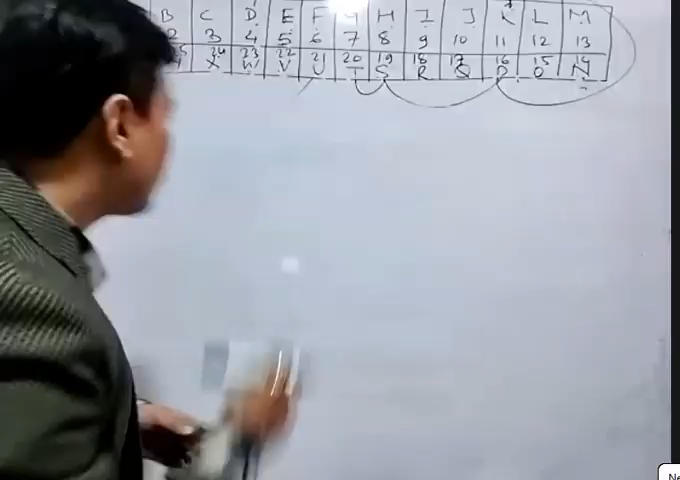 B C D E F G H I J K L M
2 3 4 5 6 7 8 9 10 11 12 13
25 24 23 22 21 20 19 18 17 16 15 14
X W V U T S R Q P O N
Ne